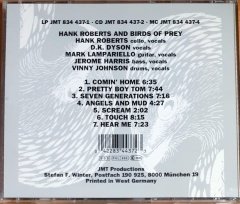 LP JMT 834 437-1 · CD JMT 834 437-2 · MC JMT 834 437-4
HANK ROBERTS AND BIRDS OF PREY
HANK ROBERTS cello, vocals
D.K. DYSON vocals
MARK LAMPARIELLO guitar, vocals
JEROME HARRIS bass, vocals
VINNY JOHNSON drums, vocals
1. COMIN' HOME 6:35
2. PRETTY BOY TOM 7:44
3. SEVEN GENERATIONS 7:16
4. ANGELS AND MUD 4:27
5. SCREAM 2:02
6. TOUCH 8:15
7. HEAR ME 7:23
JMT Productions
Stefan F. Winter, Postfach 190 925, 8000 München 19
Printed in West Germany